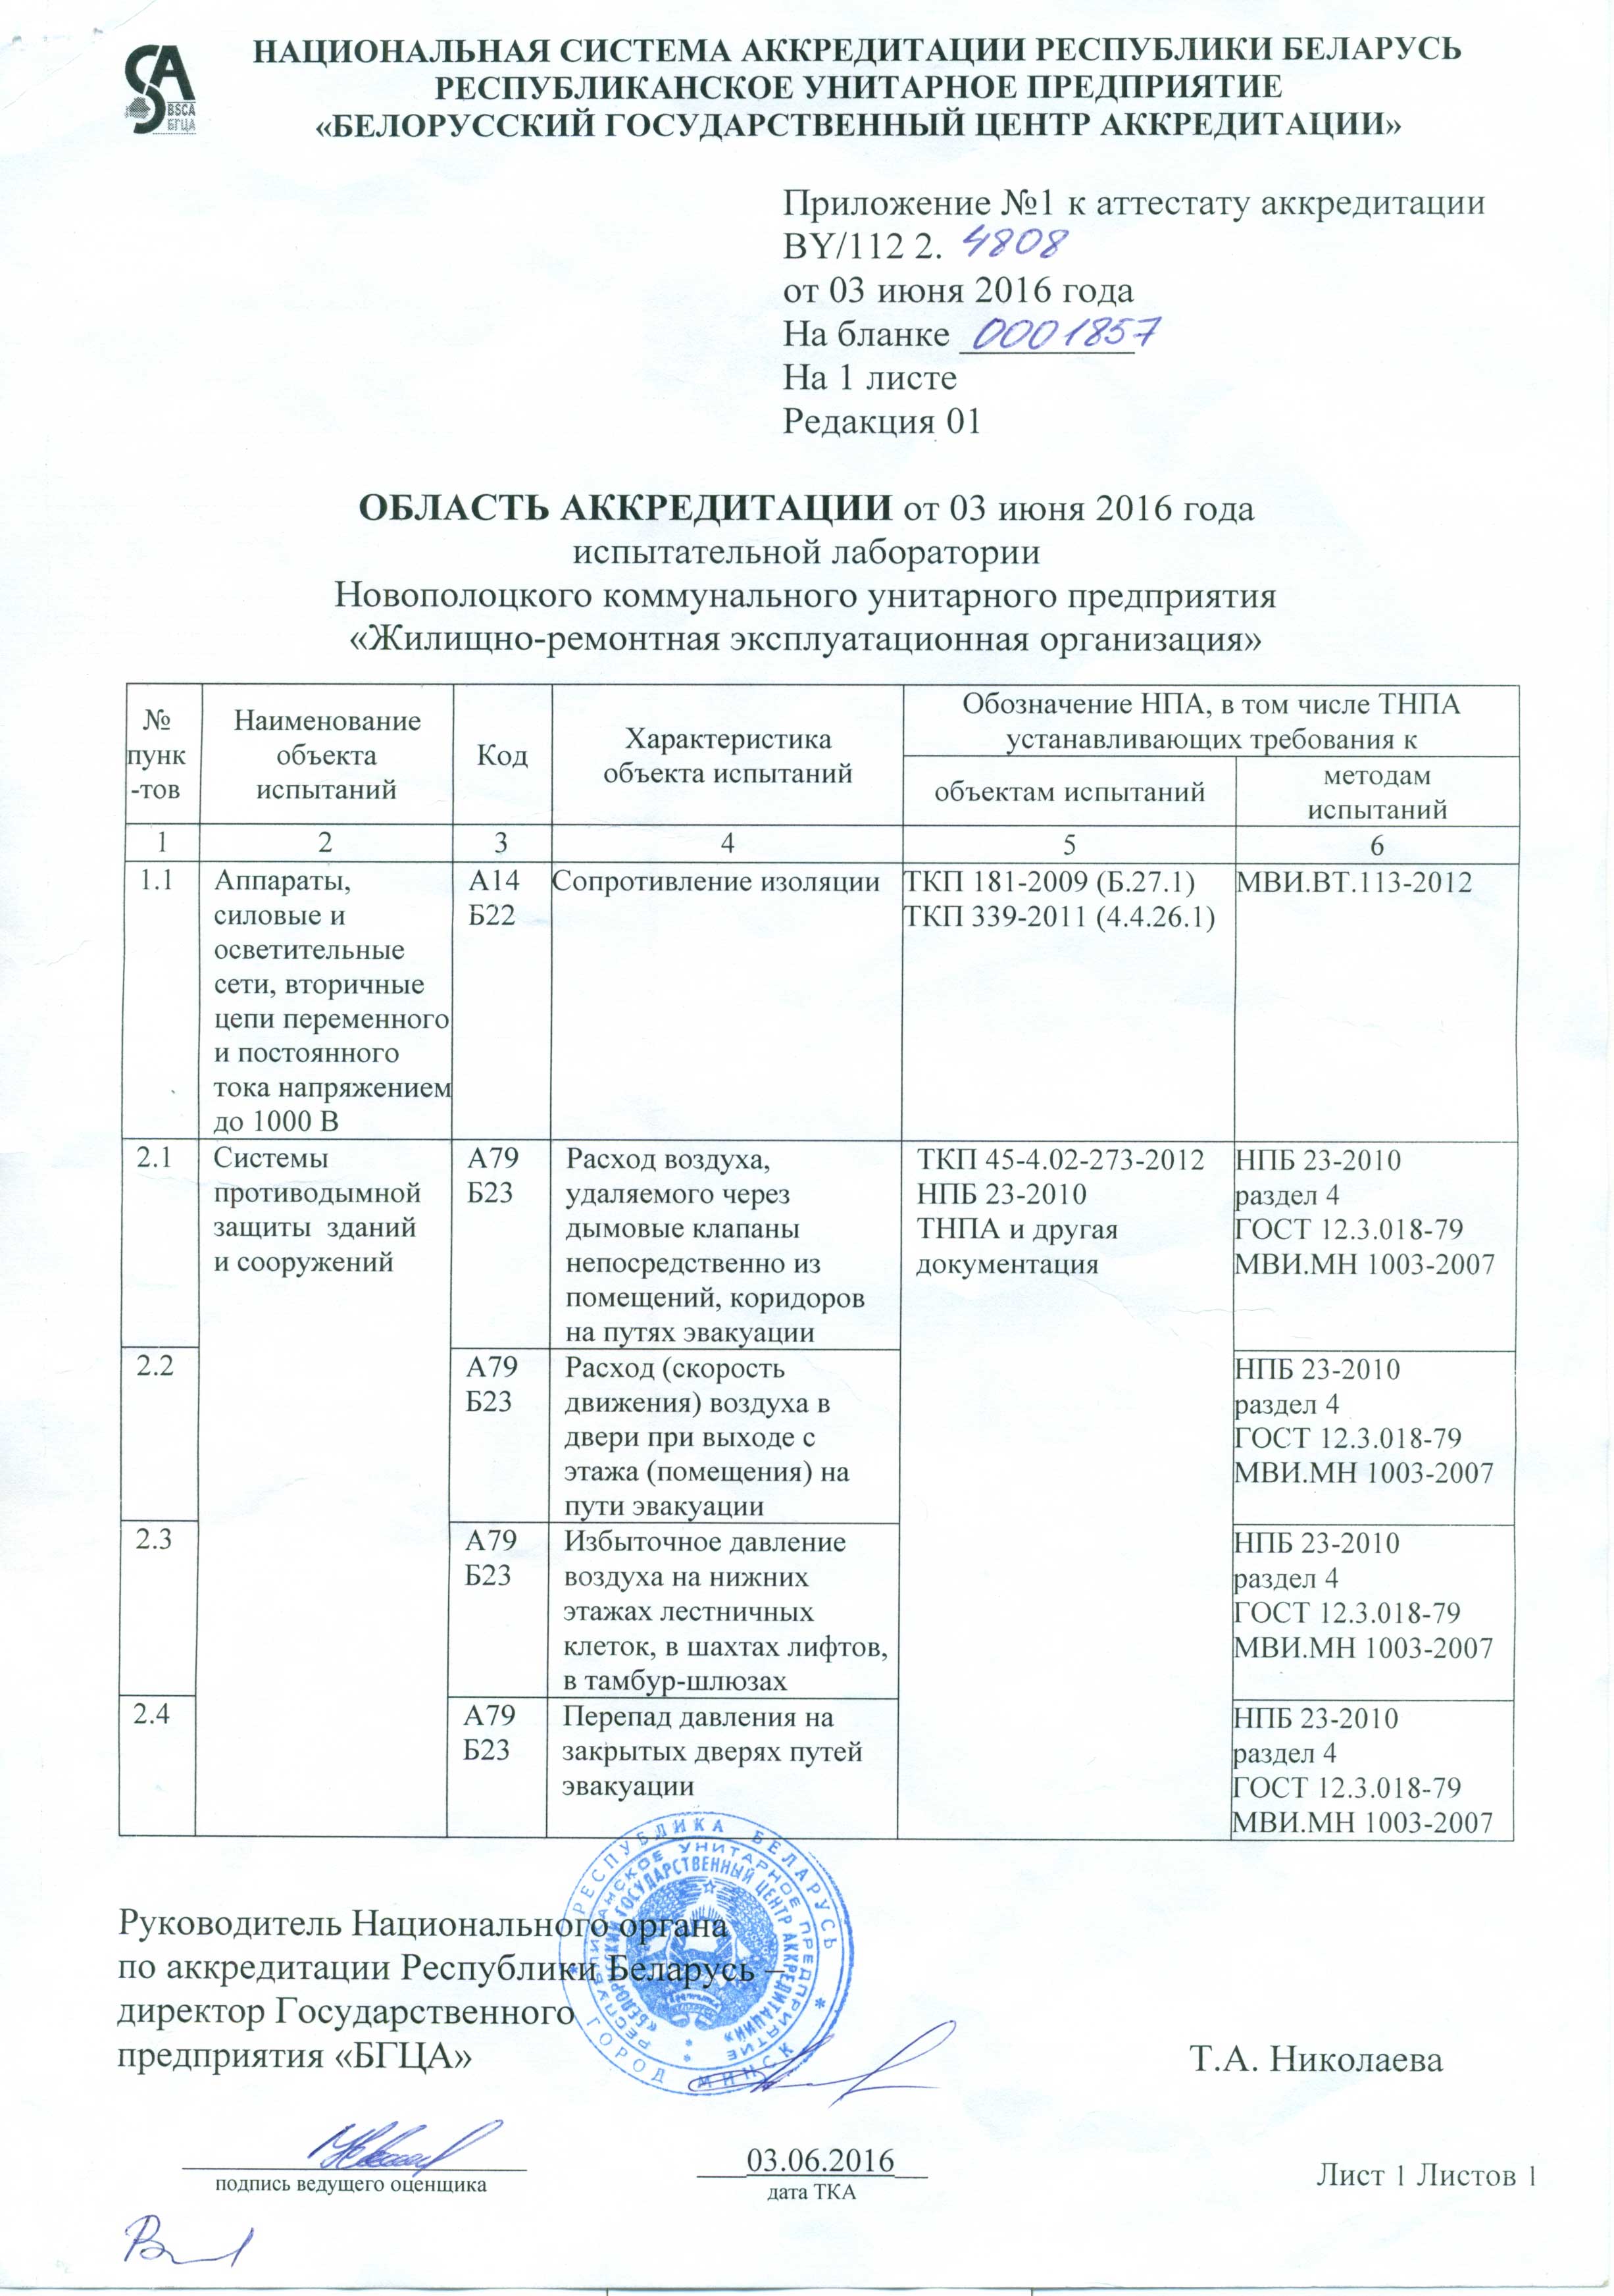 BSCA
БГЦА
НАЦИОНАЛЬНАЯ СИСТЕМА АККРЕДИТАЦИИ РЕСПУБЛИКИ БЕЛАРУСЬ
РЕСПУБЛИКАНСКОЕ УНИТАРНОЕ ПРЕДПРИЯТИЕ
«БЕЛОРУССКИЙ ГОСУДАРСТВЕННЫЙ ЦЕНТР АККРЕДИТАЦИИ»
Приложение №1 к аттестату аккредитации
BY/112 2. 4808
от 03 июня 2016 года
На бланке 0001857
На 1 листе
Редакция 01
ОБЛАСТЬ АККРЕДИТАЦИИ от 03 июня 2016 года
испытательной лаборатории
Новополоцкого коммунального унитарного предприятия
«Жилищно-ремонтная эксплуатационная организация»
№
пунк
-тов
Наименование
объекта
испытаний
Код
Характеристика
объекта испытаний
Обозначение НПА, в том числе ТНПА
устанавливающих требования к
объектам испытаний
методам
испытаний
1 2 3 4 5 6
1.1
Аппараты,
силовые и
осветительные
сети, вторичные
цепи переменного
и постоянного
тока напряжением
до 1000 В
А14
Б22
Сопротивление изоляции
ТКП 181-2009 (Б.27.1)
ТКП 339-2011 (4.4.26.1)
МВИ.ВТ.113-2012
2.1
Системы
противодымной
защиты зданий
и сооружений
А79
Б23
Расход воздуха,
удаляемого через
дымовые клапаны
непосредственно из
помещений, коридоров
на путях эвакуации
ТКП 45-4.02-273-2012
НПБ 23-2010
ТНПА и другая
документация
НПБ 23-2010
раздел 4
ГОСТ 12.3.018-79
МВИ.МН 1003-2007
2.2
А79
Б23
Расход (скорость
движения) воздуха в
двери при выходе с
этажа (помещения) на
пути эвакуации
НПБ 23-2010
раздел 4
ГОСТ 12.3.018-79
МВИ.МН 1003-2007
2.3
А79
Б23
Избыточное давление
воздуха на нижних
этажах лестничных
клеток, в шахтах лифтов,
в тамбур-шлюзах
НПБ 23-2010
раздел 4
ГОСТ 12.3.018-79
МВИ.МН 1003-2007
2.4
А79
Б23
Перепад давления на
закрытых дверях путей
эвакуации
НПБ 23-2010
раздел 4
ГОСТ 12.3.018-79
МВИ.МН 1003-2007
Руководитель Национального органа
по аккредитации Республики Беларусь –
директор Государственного
предприятия «БГЦА»
Т.А. Николаева
РЕСПУБЛИКА БЕЛАРУСЬ * ГОРОД МИНСК *
РЕСПУБЛИКАНСКОЕ УНИТАРНОЕ ПРЕДПРИЯТИЕ *
«БЕЛОРУССКИЙ ГОСУДАРСТВЕННЫЙ ЦЕНТР АККРЕДИТАЦИИ» *
подпись ведущего оценщика
03.06.2016
дата ТКА
Лист 1 Листов 1